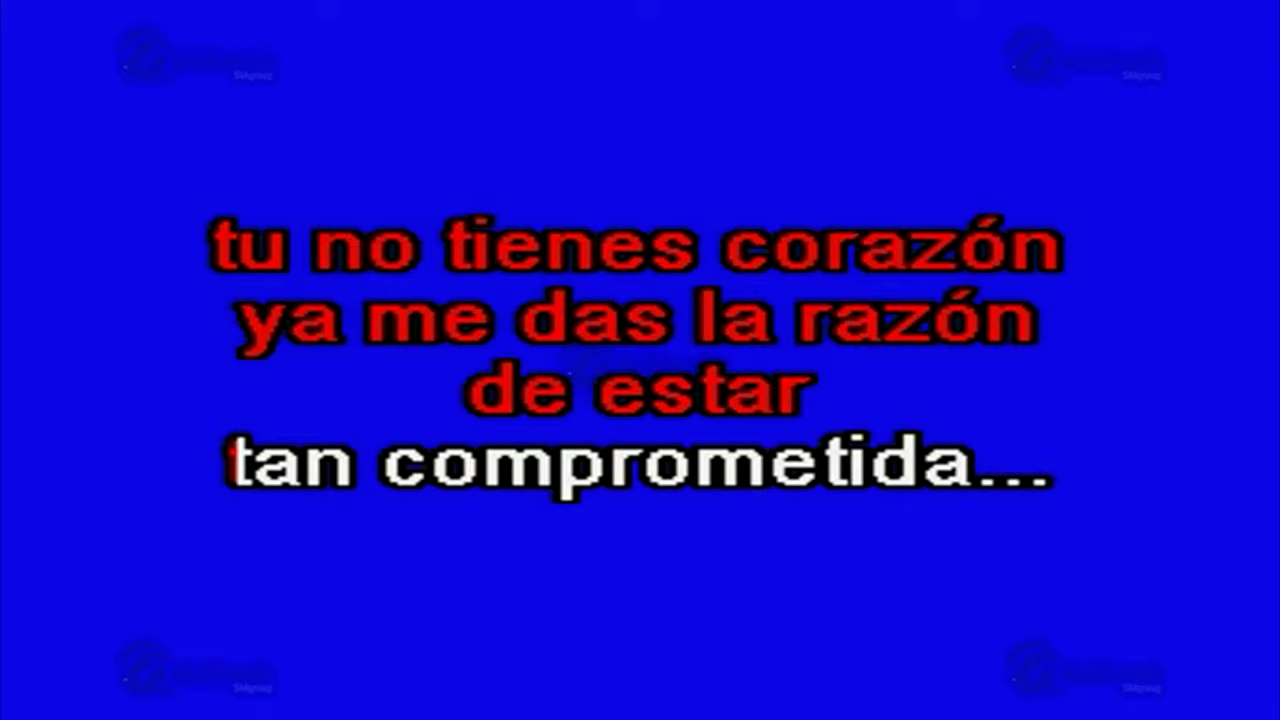 tu no tienes corazón
ya me das la razón
de estar
tan comprometida...